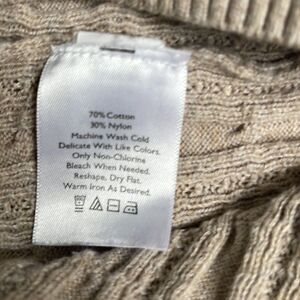 70% Cotton
30% Nylon
Machine Wash Cold
Delicate With Like Colors.
Only Non-Chlorine
Bleach When Needed.
Reshape, Dry Flat.
Warm Iron As Desired.